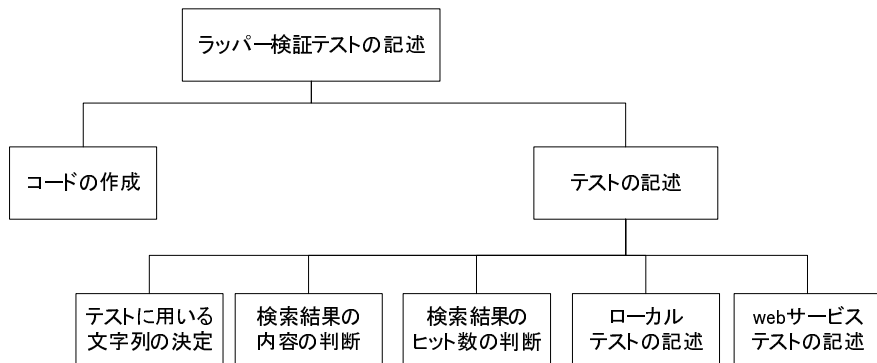 ラッパー検証テストの記述
コードの作成
テストの記述
テストに用いる
文字列の決定
検索結果の
内容の判断
検索結果の
ヒット数の判断
ローカル
テストの記述
webサービス
テストの記述